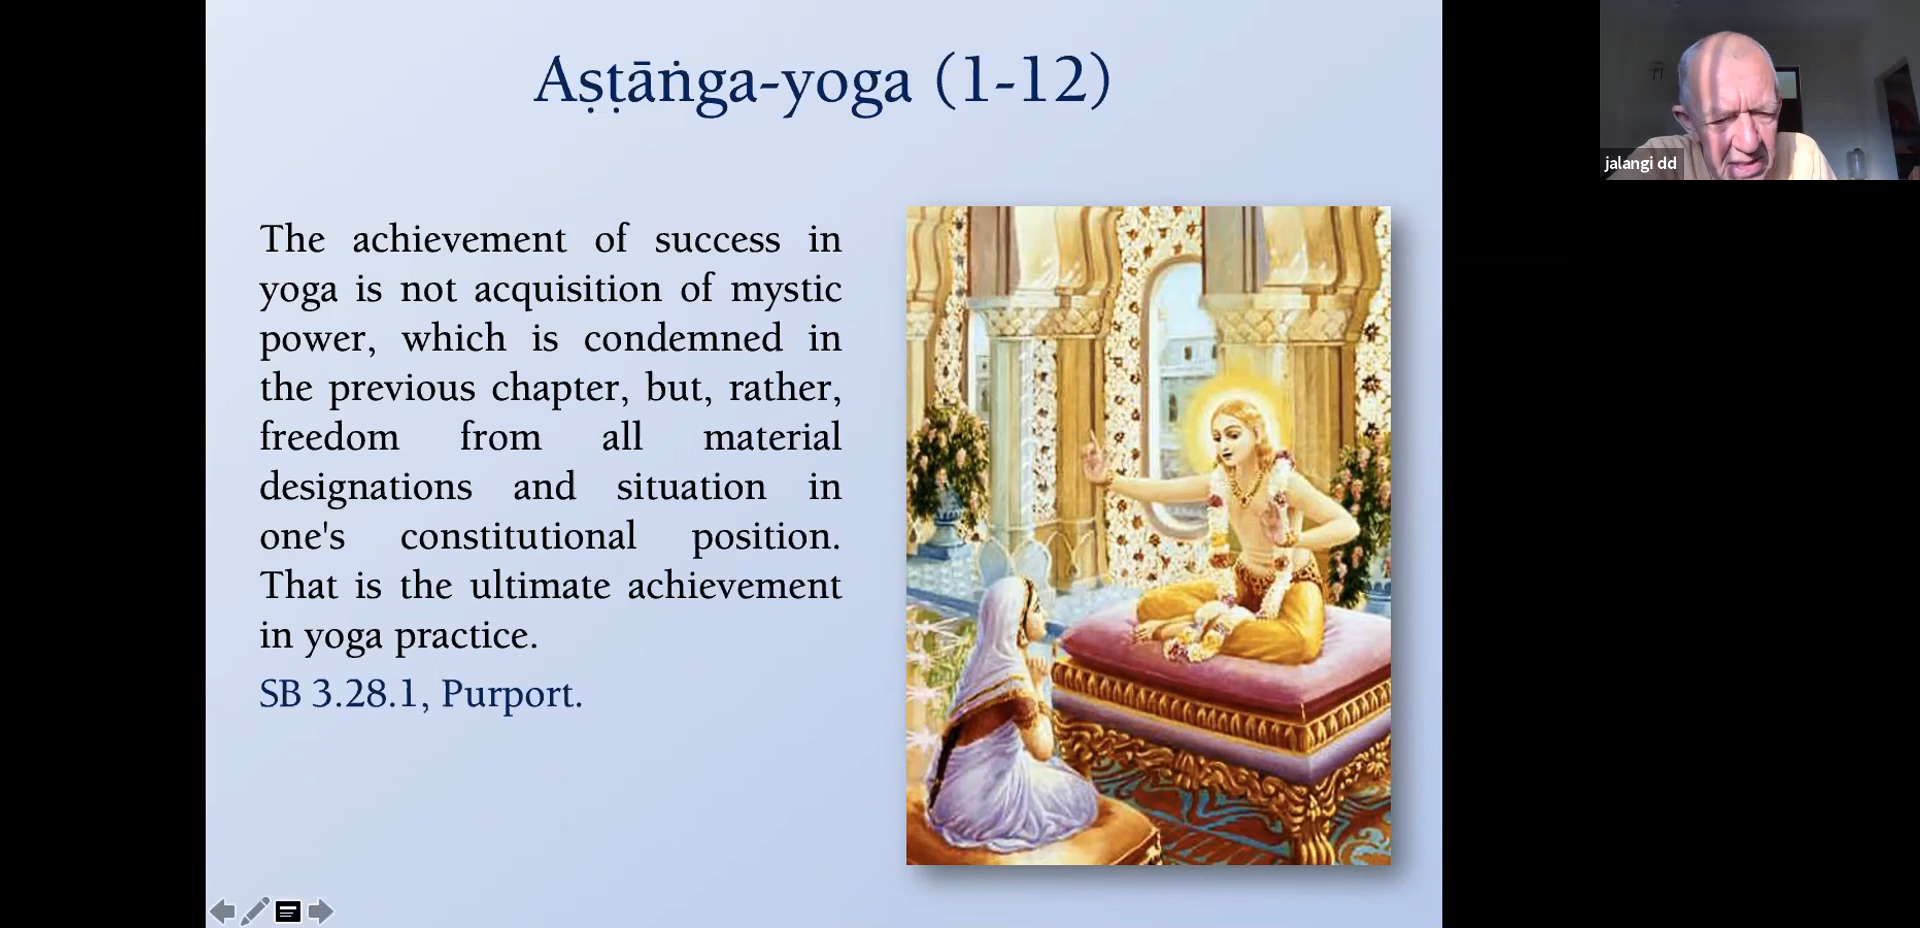 Aṣṭāṅga-yoga (1-12)
jalangi dd
The achievement of success in
yoga is not acquisition of mystic
power, which is condemned in
the previous chapter, but, rather,
freedom from all material
designations and situation in
one's constitutional position.
That is the ultimate achievement
in yoga practice.
SB 3.28.1, Purport.